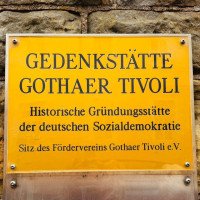 GEDENKSTÄTTE
GOTHAER TIVOLI
Historische Gründungsstätte
der deutschen Sozialdemokratie
Sitz des Fördervereins Gothaer Tivoli e.V.